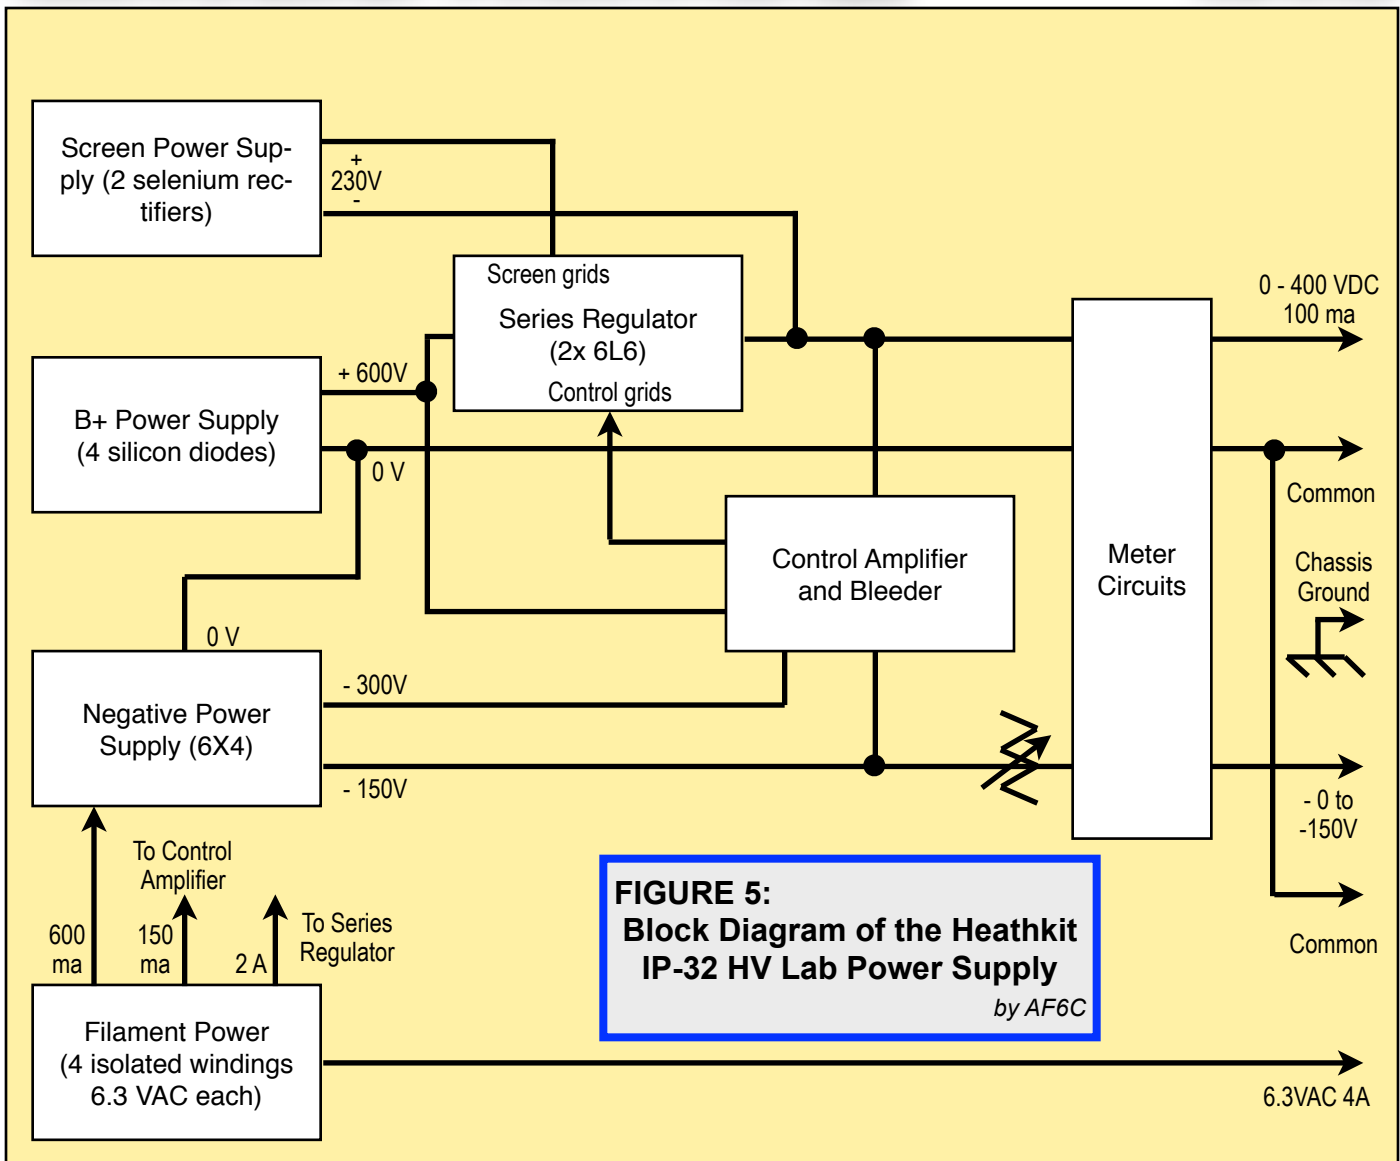 Screen Power Sup-
ply (2 selenium rec-
tifiers)
+
230V
-
Screen grids
Series Regulator
(2x 6L6)
Control grids
0 - 400 VDC
100 ma
B+ Power Supply
(4 silicon diodes)
+ 600V
0 V
Common
Control Amplifier
and Bleeder
Meter
Circuits
Chassis
Ground
0 V
Negative Power
Supply (6X4)
- 300V
- 150V
- 0 to
-150V
To Control
Amplifier
600
ma
150
ma
2 A
To Series
Regulator
Common
FIGURE 5:
Block Diagram of the Heathkit
IP-32 HV Lab Power Supply
by AF6C
Filament Power
(4 isolated windings
6.3 VAC each)
6.3VAC 4A